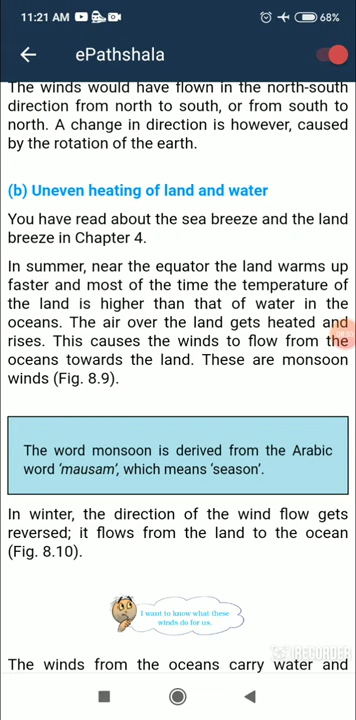 11:21 AM
68%
ePathshala
The winds would have flown in the north-south
direction from north to south, or from south to
north. A change in direction is however, caused
by the rotation of the earth.
(b) Uneven heating of land and water
You have read about the sea breeze and the land
breeze in Chapter 4.
In summer, near the equator the land warms up
faster and most of the time the temperature of
the land is higher than that of water in the
oceans. The air over the land gets heated and
rises. This causes the winds to flow from the
oceans towards the land. These are monsoon
winds (Fig. 8.9).
The word monsoon is derived from the Arabic
word ‘mausam’, which means ‘season’.
In winter, the direction of the wind flow gets
reversed; it flows from the land to the ocean
(Fig. 8.10).
I want to know what these
winds do for us.
RECORDER
The winds from the oceans carry water and